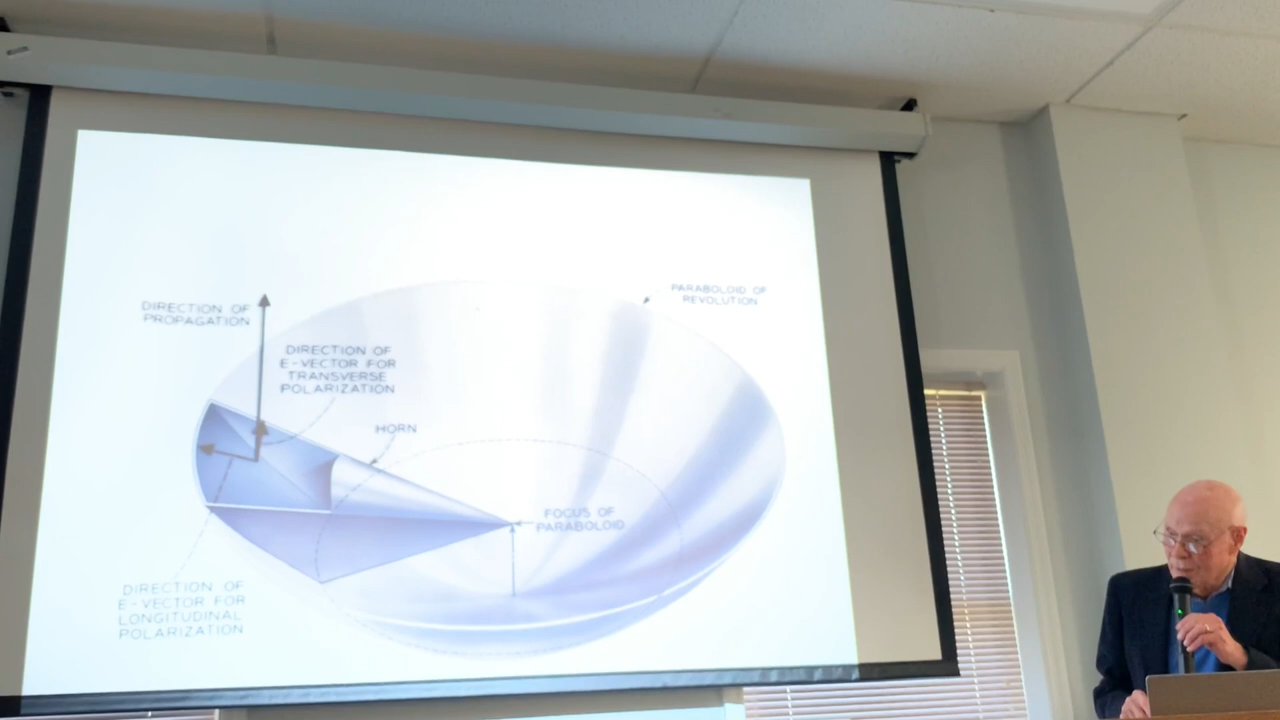 DIRECTION OF
PROPAGATION
DIRECTION OF
E-VECTOR FOR
TRANSVERSE
POLARIZATION
HORN
PARABOLOID OF
REVOLUTION
FOCUS OF
PARABOLOID
DIRECTION OF
E-VECTOR FOR
LONGITUDINAL
POLARIZATION